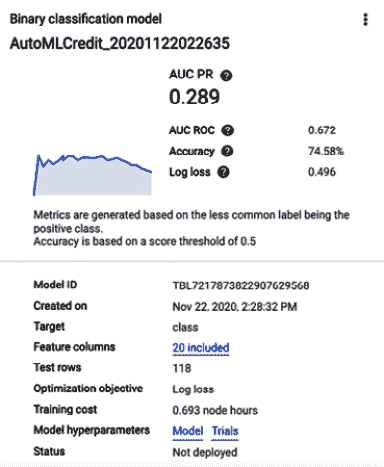 Binary classification model
AutoMLCredit_20201122022635
AUC PR
0.289
AUC ROC 0.672
Accuracy 74.58%
Log loss 0.496
Metrics are generated based on the less common label being the
positive class.
Accuracy is based on a score threshold of 0.5
Model ID TBL7217873822907629568
Created on Nov 22, 2020, 2:28:32 PM
Target class
Feature columns 20 included
Test rows 118
Optimization objective Log loss
Training cost 0.693 node hours
Model hyperparameters Model Trials
Status Not deployed